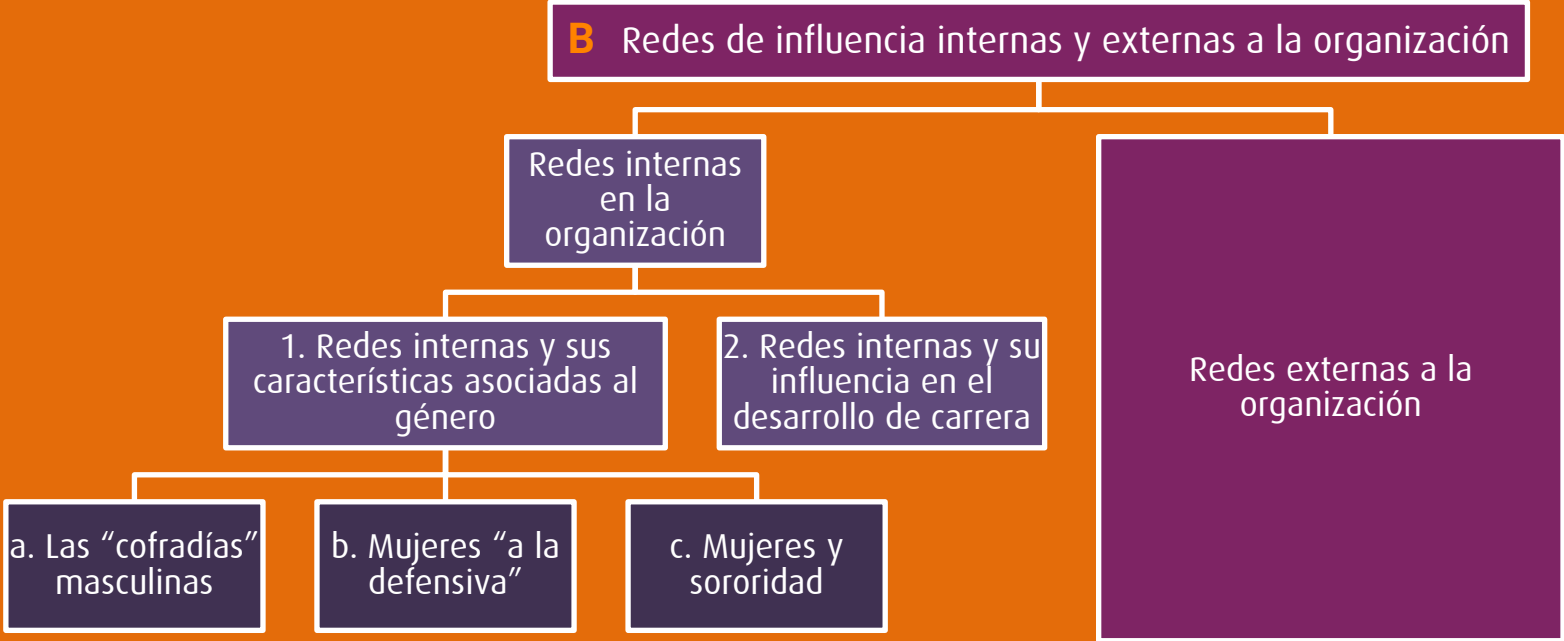 B Redes de influencia internas y externas a la organización
Redes internas
en la
organización
Redes externas a la
organización
1. Redes internas y sus
características asociadas al
género
2. Redes internas y su
influencia en el
desarrollo de carrera
a. Las “cofradías”
masculinas
b. Mujeres “a la
defensiva”
c. Mujeres y
sororidad